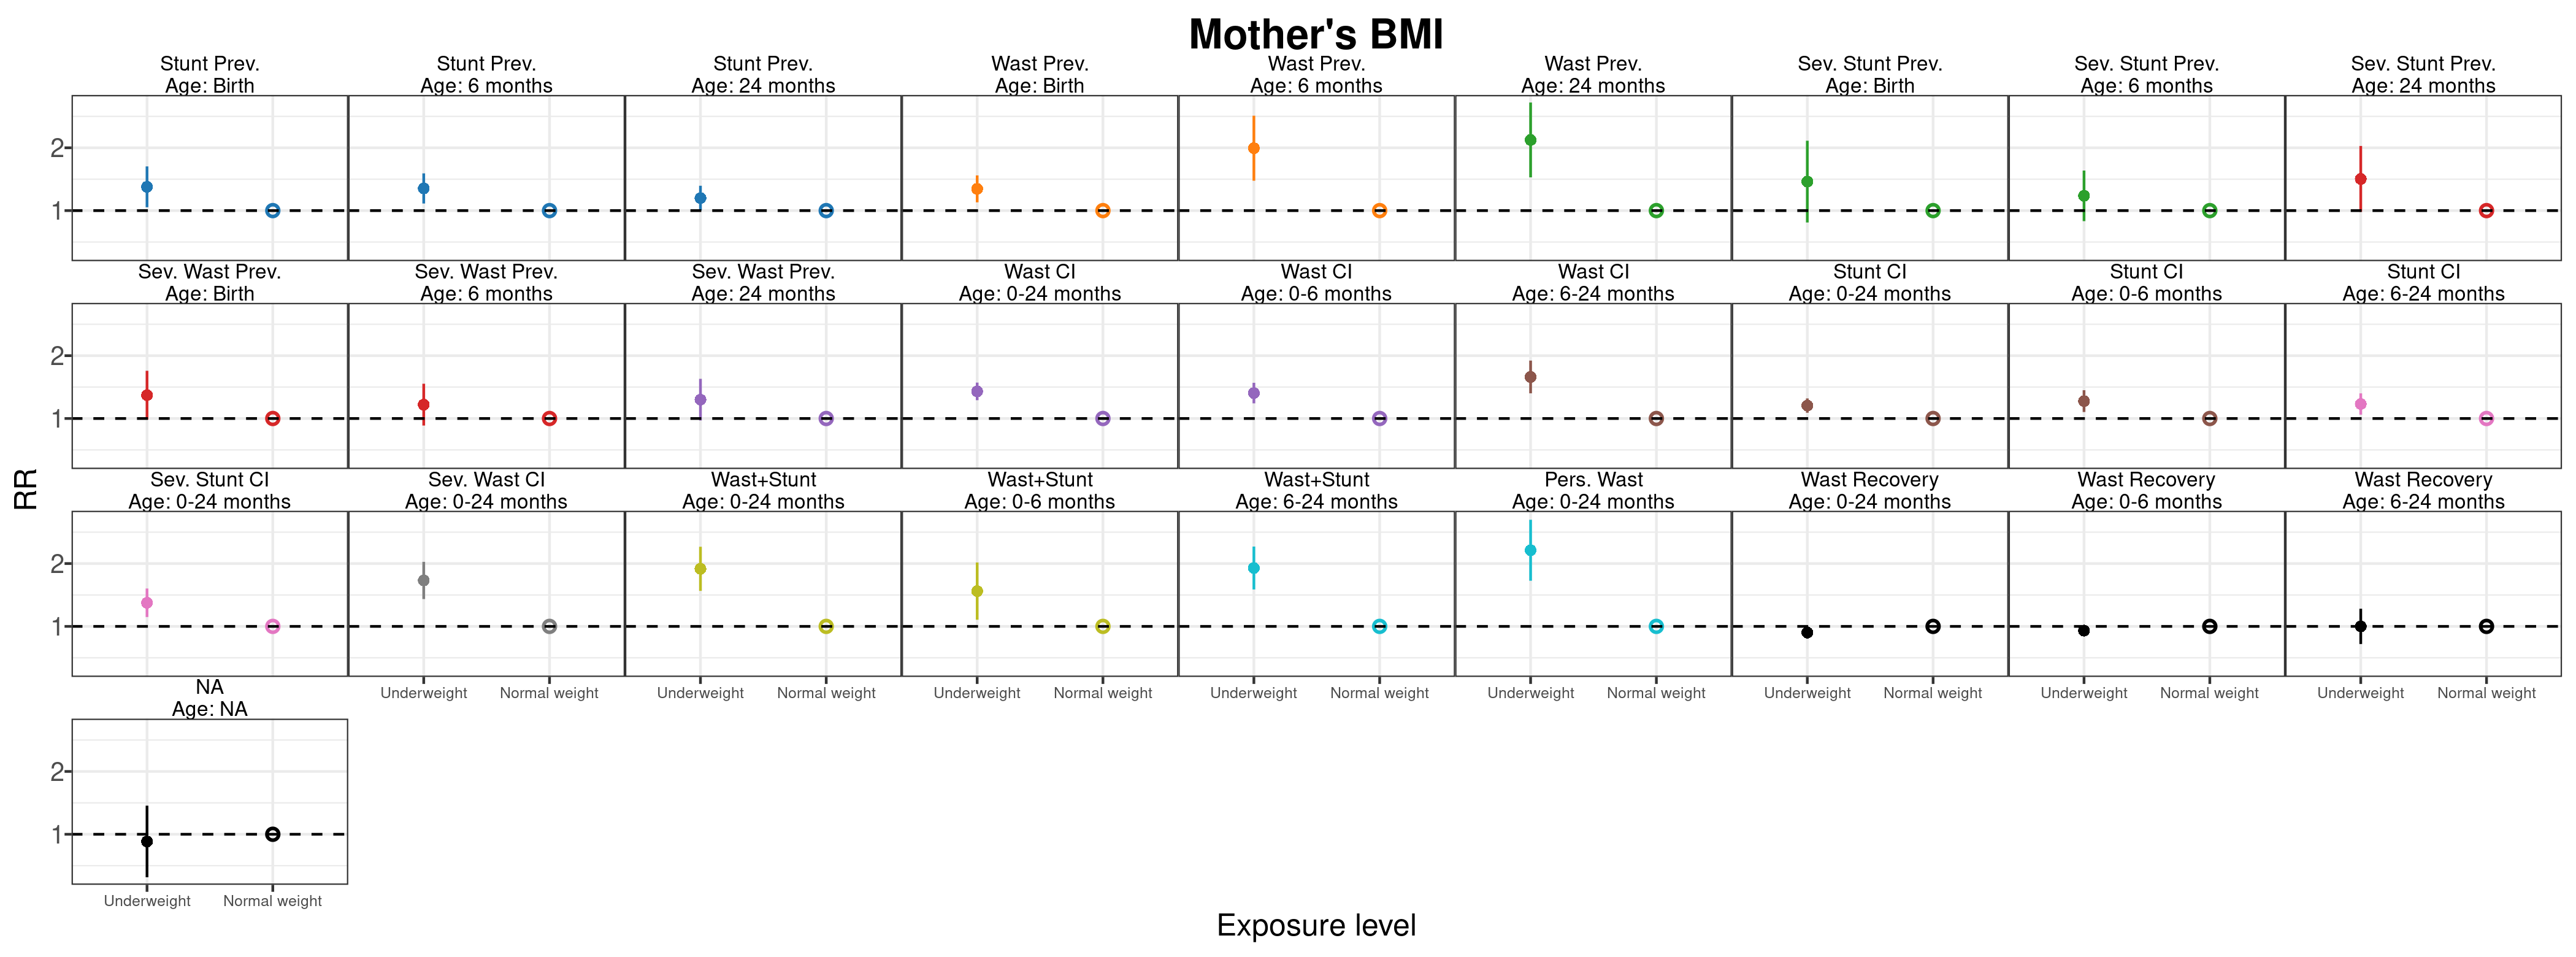 Mother's BMI
Stunt Prev. Stunt Prev. Stunt Prev. Wast Prev. Wast Prev. Wast Prev. Sev. Stunt Prev. Sev. Stunt Prev. Sev. Stunt Prev.
Age: Birth Age: 6 months Age: 24 months Age: Birth Age: 6 months Age: 24 months Age: Birth Age: 6 months Age: 24 months
2
1
Sev. Wast Prev. Sev. Wast Prev. Sev. Wast Prev. Wast CI Wast CI Wast CI Stunt CI Stunt CI Stunt CI
Age: Birth Age: 6 months Age: 24 months Age: 0-24 months Age: 0-6 months Age: 6-24 months Age: 0-24 months Age: 0-6 months Age: 6-24 months
2
1
RR
Sev. Stunt CI Sev. Wast CI Wast+Stunt Wast+Stunt Wast+Stunt Pers. Wast Wast Recovery Wast Recovery Wast Recovery
Age: 0-24 months Age: 0-24 months Age: 0-24 months Age: 0-6 months Age: 6-24 months Age: 0-24 months Age: 0-24 months Age: 0-6 months Age: 6-24 months
2
1
Underweight Normal weight Underweight Normal weight Underweight Normal weight Underweight Normal weight Underweight Normal weight Underweight Normal weight Underweight Normal weight Underweight Normal weight
NA
Age: NA
2
1
Underweight Normal weight
Exposure level